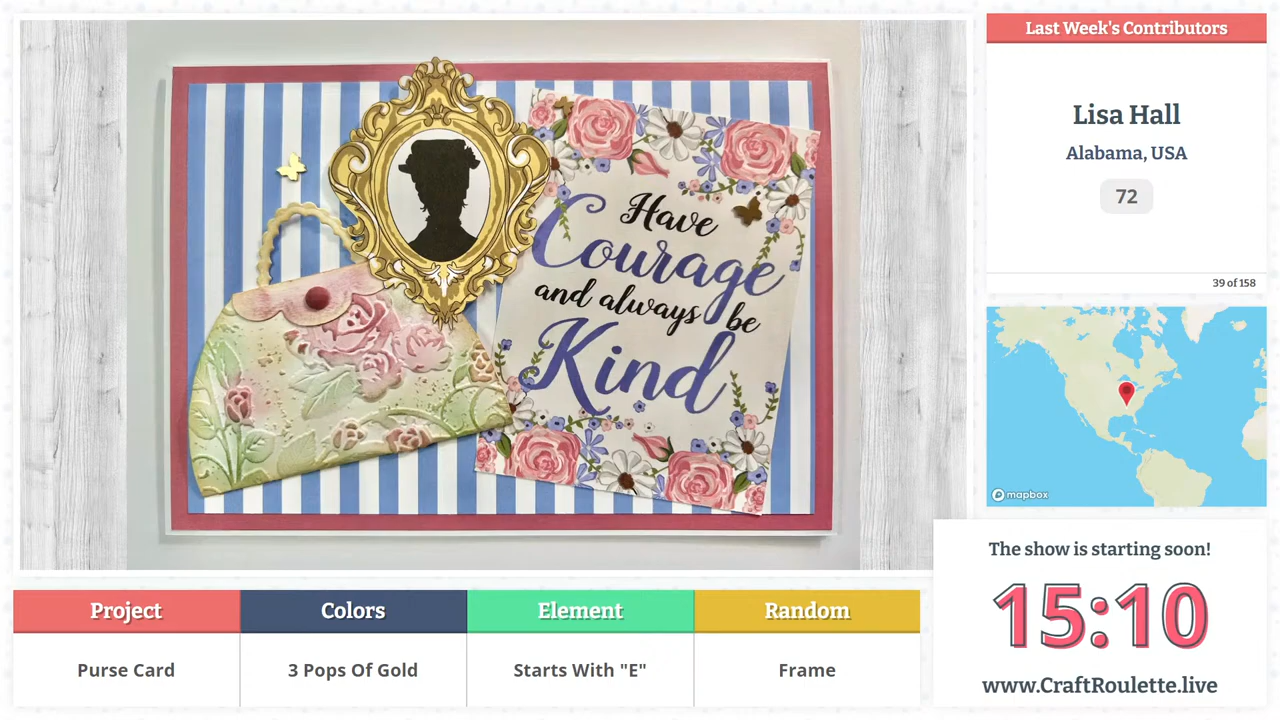 Last Week's Contributors
Lisa Hall
Alabama, USA
72
39 of 158
Have
Courage
and always be
Kind
mapbox
The show is starting soon!
15:10
www.CraftRoulette.live
Project
Colors
Element
Random
Purse Card
3 Pops Of Gold
Starts With "E"
Frame